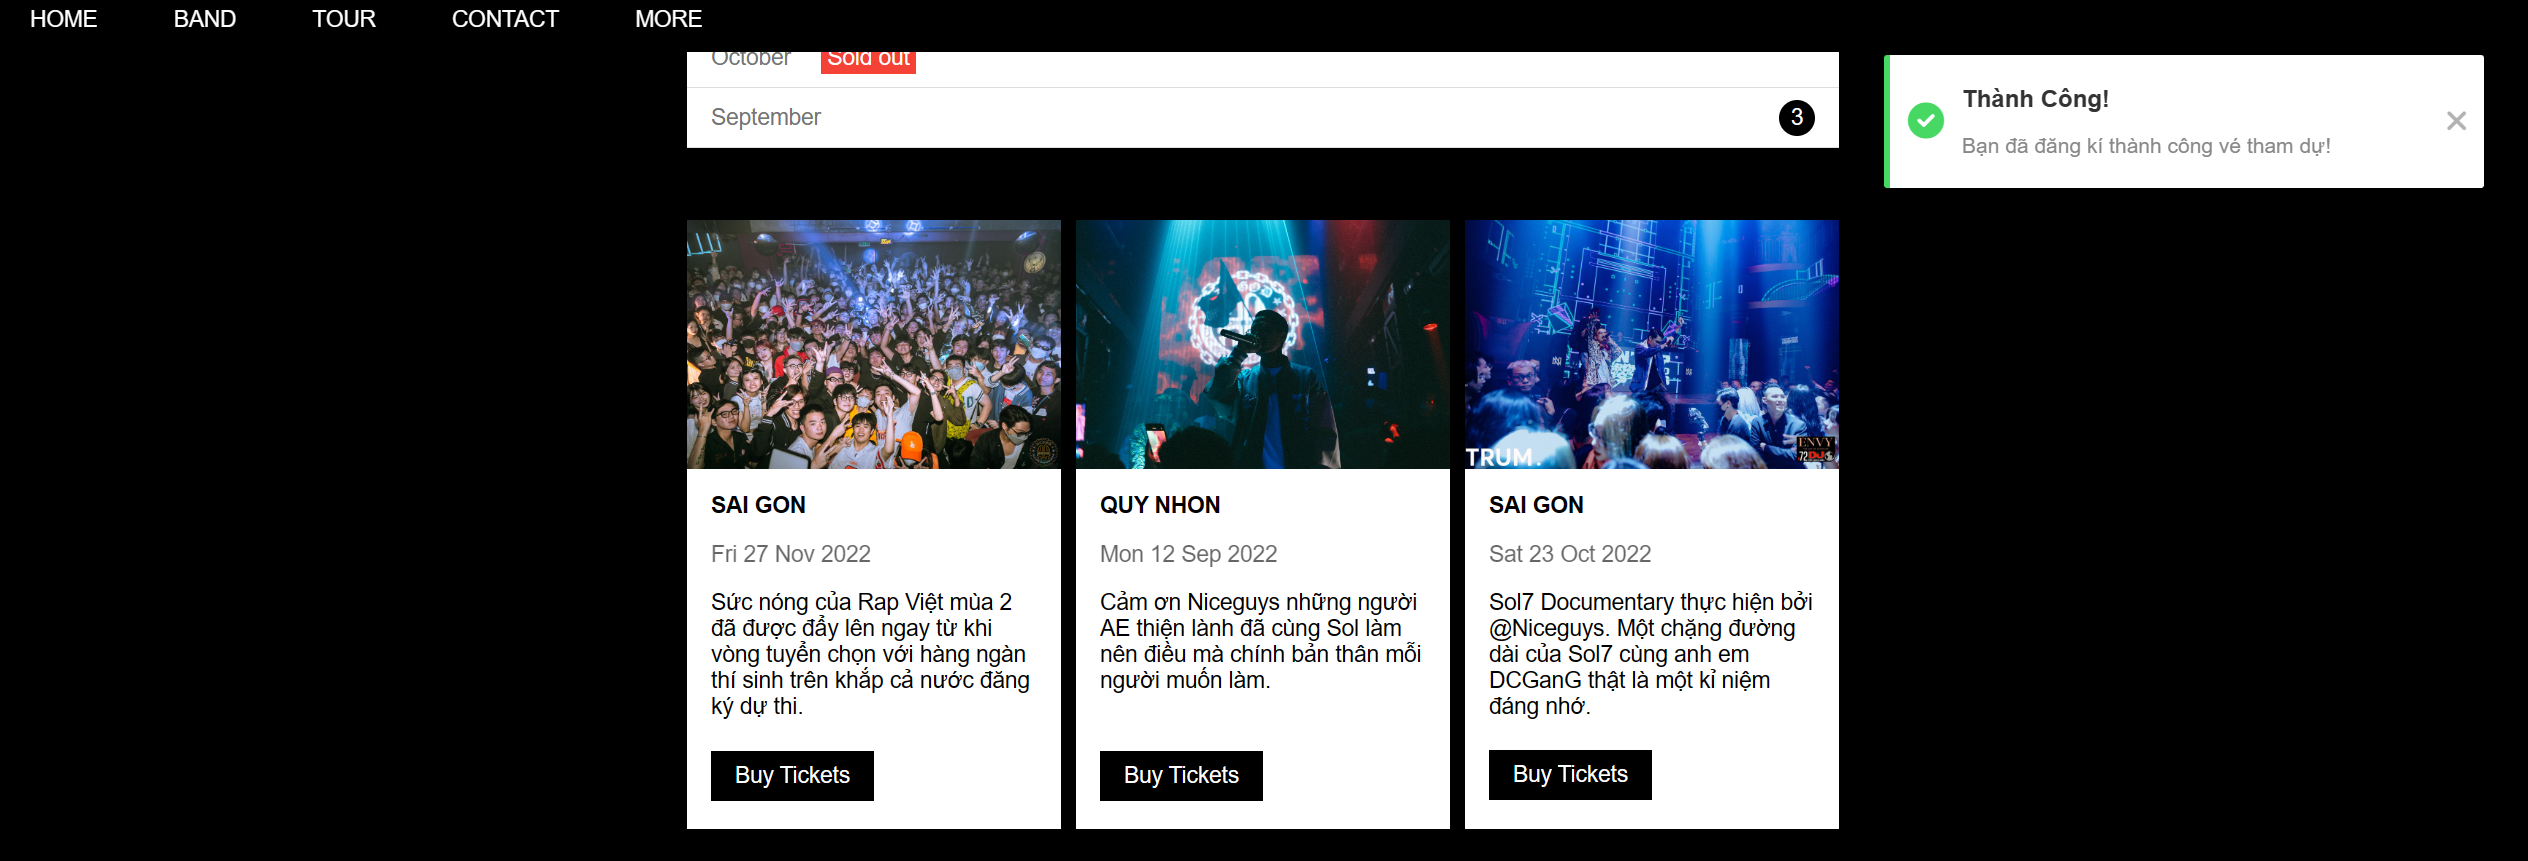 HOME BAND TOUR CONTACT MORE
October Sold out
September 3
Thành Công!
Bạn đã đăng kí thành công vé tham dự!
TRUM.
ENVY
SAI GON
Fri 27 Nov 2022
Sức nóng của Rap Việt mùa 2
đã được đẩy lên ngay từ khi
vòng tuyển chọn với hàng ngàn
thí sinh trên khắp cả nước đăng
ký dự thi.
Buy Tickets
QUY NHON
Mon 12 Sep 2022
Cảm ơn Niceguys những người
AE thiện lành đã cùng Sol làm
nên điều mà chính bản thân mỗi
người muốn làm.
Buy Tickets
SAI GON
Sat 23 Oct 2022
Sol7 Documentary thực hiện bởi
@Niceguys. Một chặng đường
dài của Sol7 cùng anh em
DCGanG thật là một kỉ niệm
đáng nhớ.
Buy Tickets